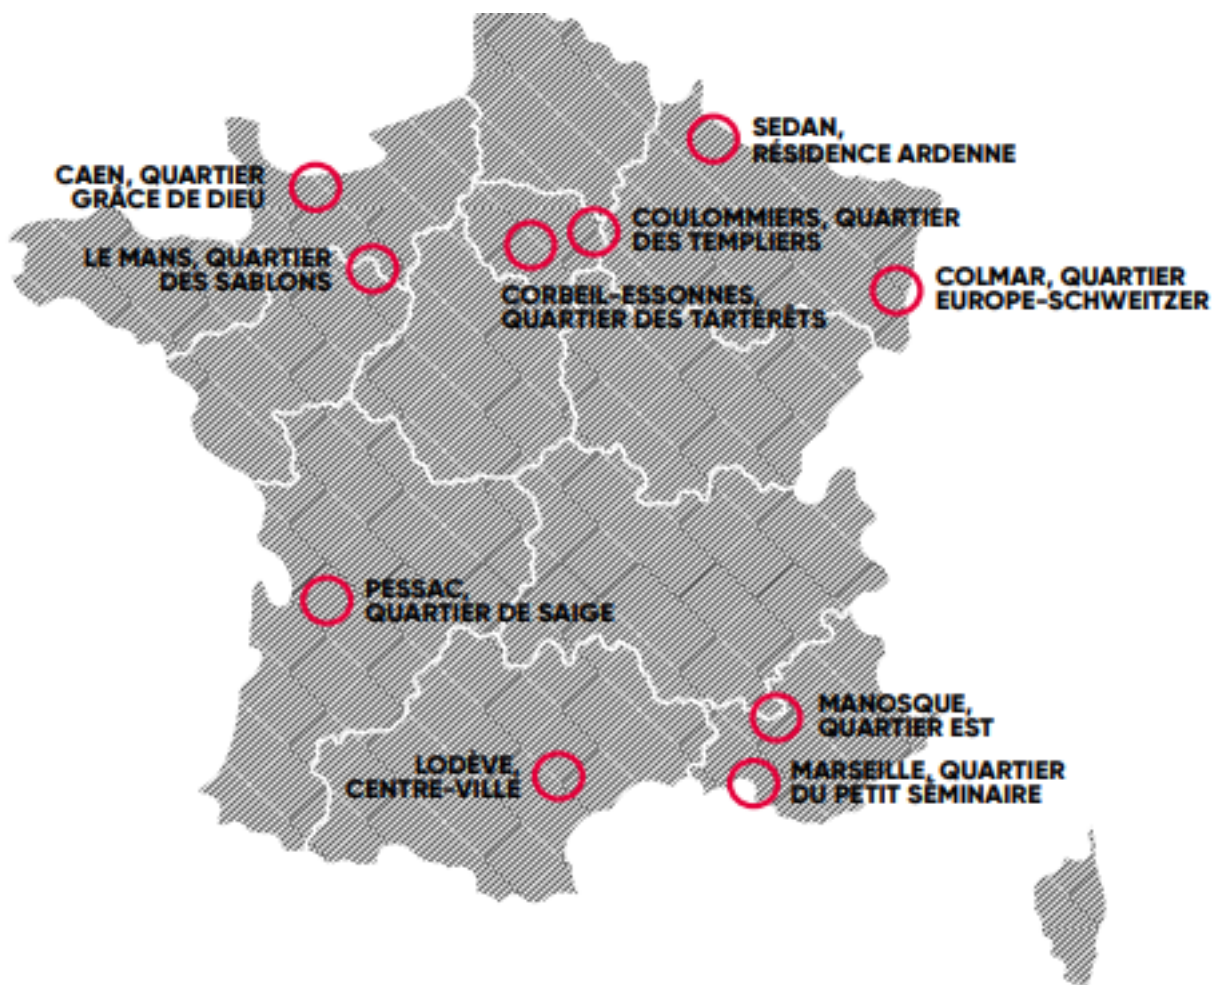 SEDAN,
RÉSIDENCE ARDENNE
CAEN, QUARTIER
GRÂCE DE DIEU
COULOMMIERS, QUARTIER
DES TEMPLIERS
LE MANS, QUARTIER
DES SABLONS
COLMAR, QUARTIER
EUROPE-SCHWEITZER
CORBEIL-ESSONNES,
QUARTIER DES TARTERÊTS
PESSAC,
QUARTIER DE SAIGE
MANOSQUE,
QUARTIER EST
LODÈVE,
CENTRE-VILLE
MARSEILLE, QUARTIER
DU PETIT SÉMINAIRE